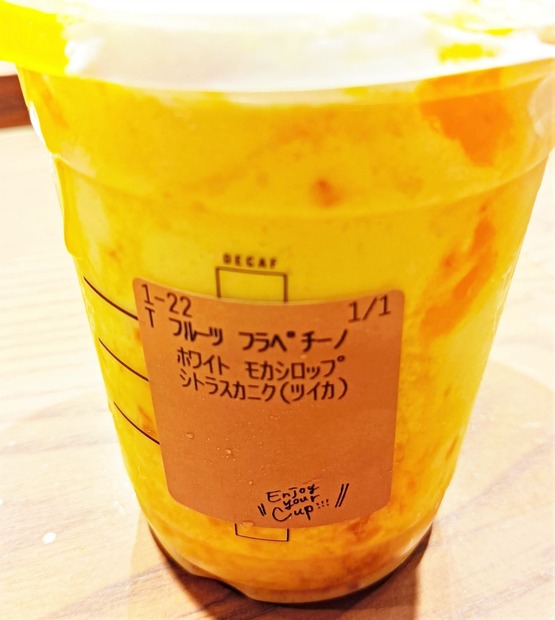 DECAF
1-22 1/1
T フルーツ フラペチーノ
ホワイト モカシロップ
シトラスカニク(ツイカ)
Enjoy
your
Cup...